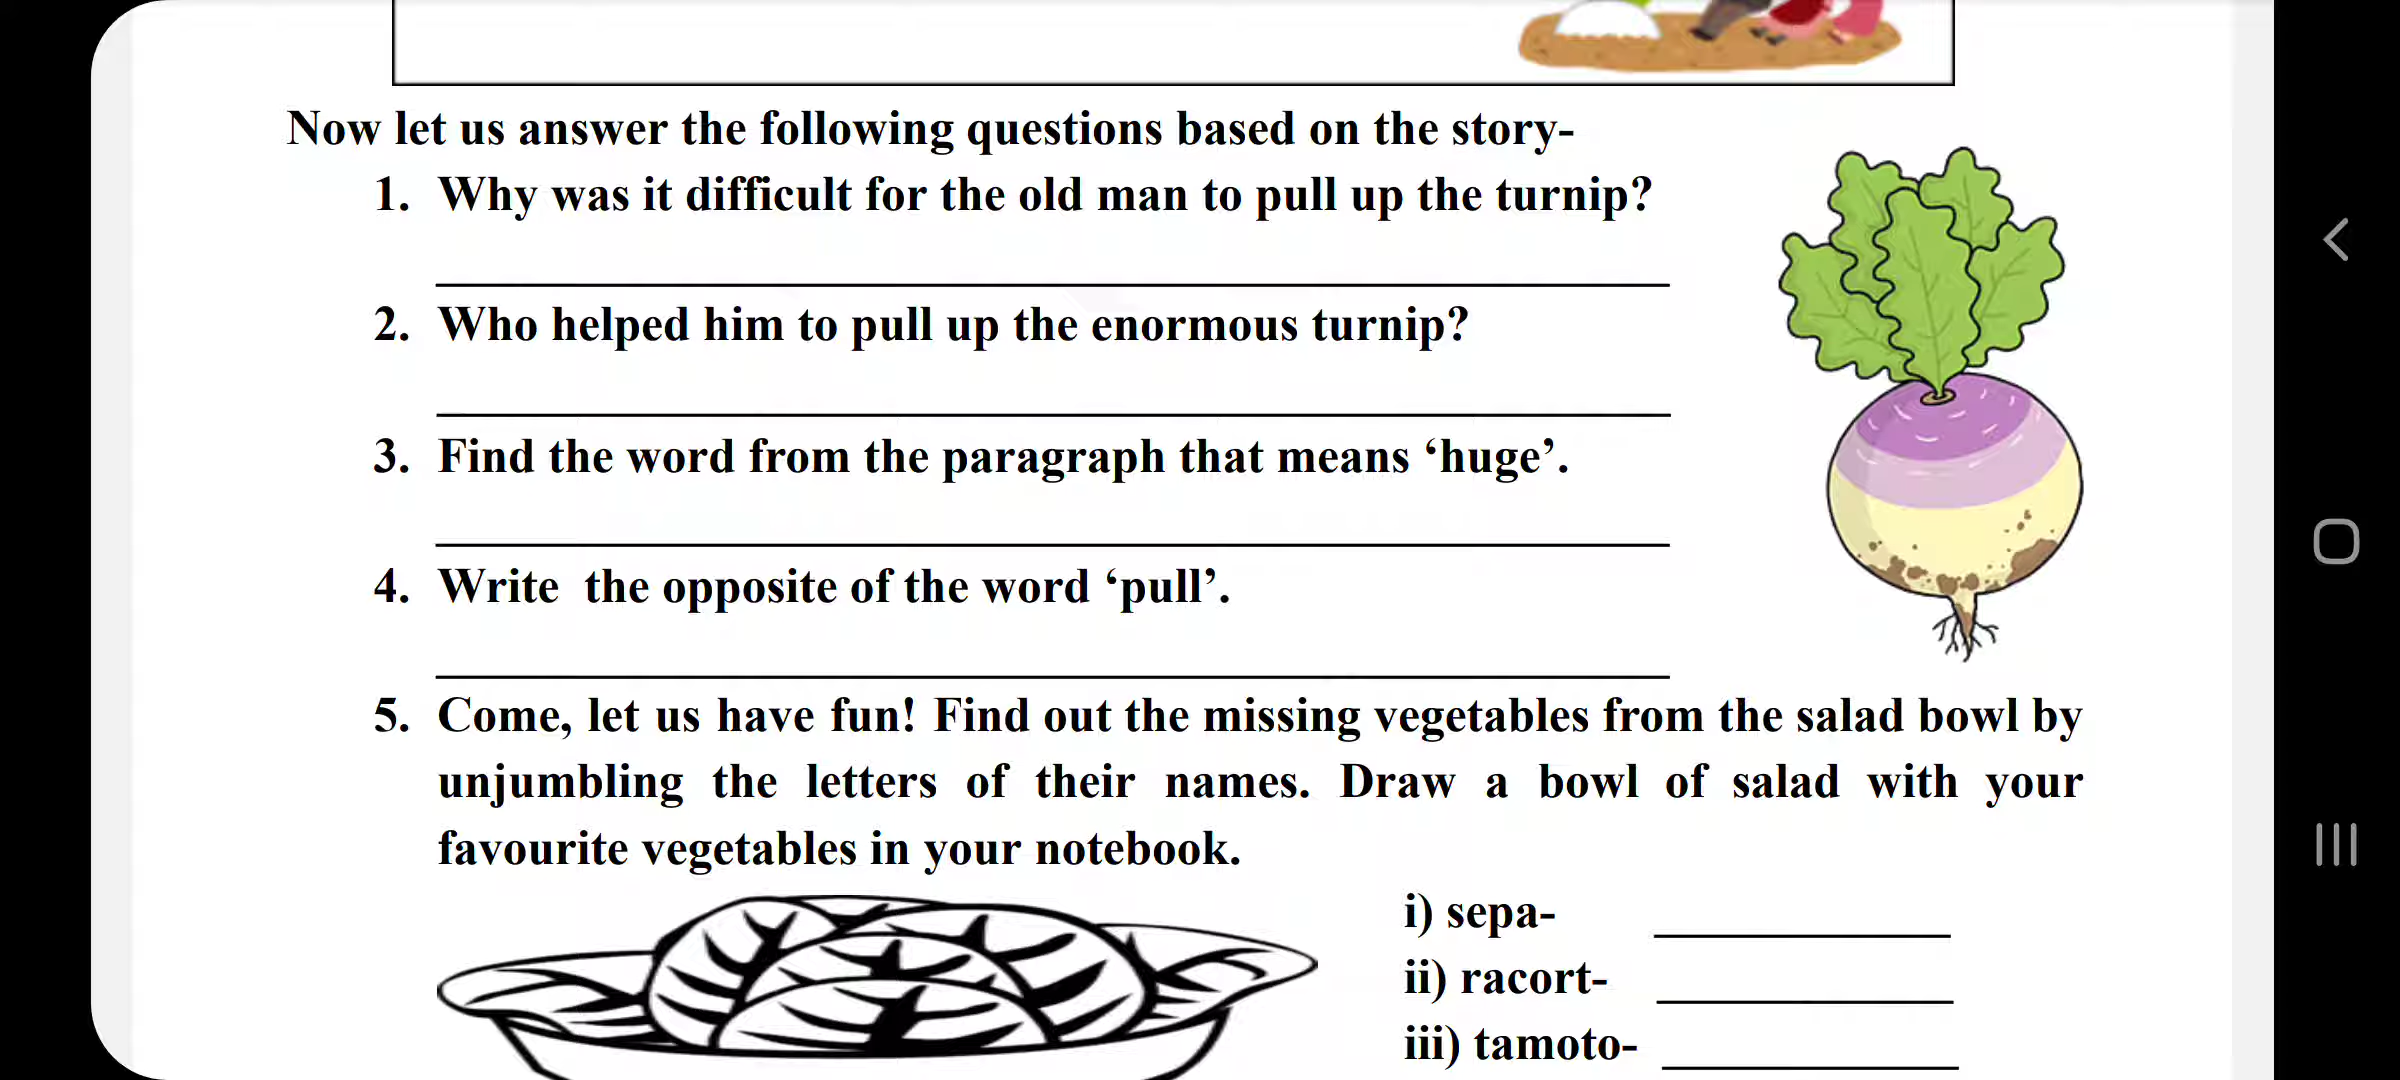 Now let us answer the following questions based on the story-
1. Why was it difficult for the old man to pull up the turnip?
2. Who helped him to pull up the enormous turnip?
3. Find the word from the paragraph that means ‘huge’.
4. Write the opposite of the word ‘pull’.
5. Come, let us have fun! Find out the missing vegetables from the salad bowl by
unjumbling the letters of their names. Draw a bowl of salad with your
favourite vegetables in your notebook.
i) sepa-
ii) racort-
iii) tamoto-